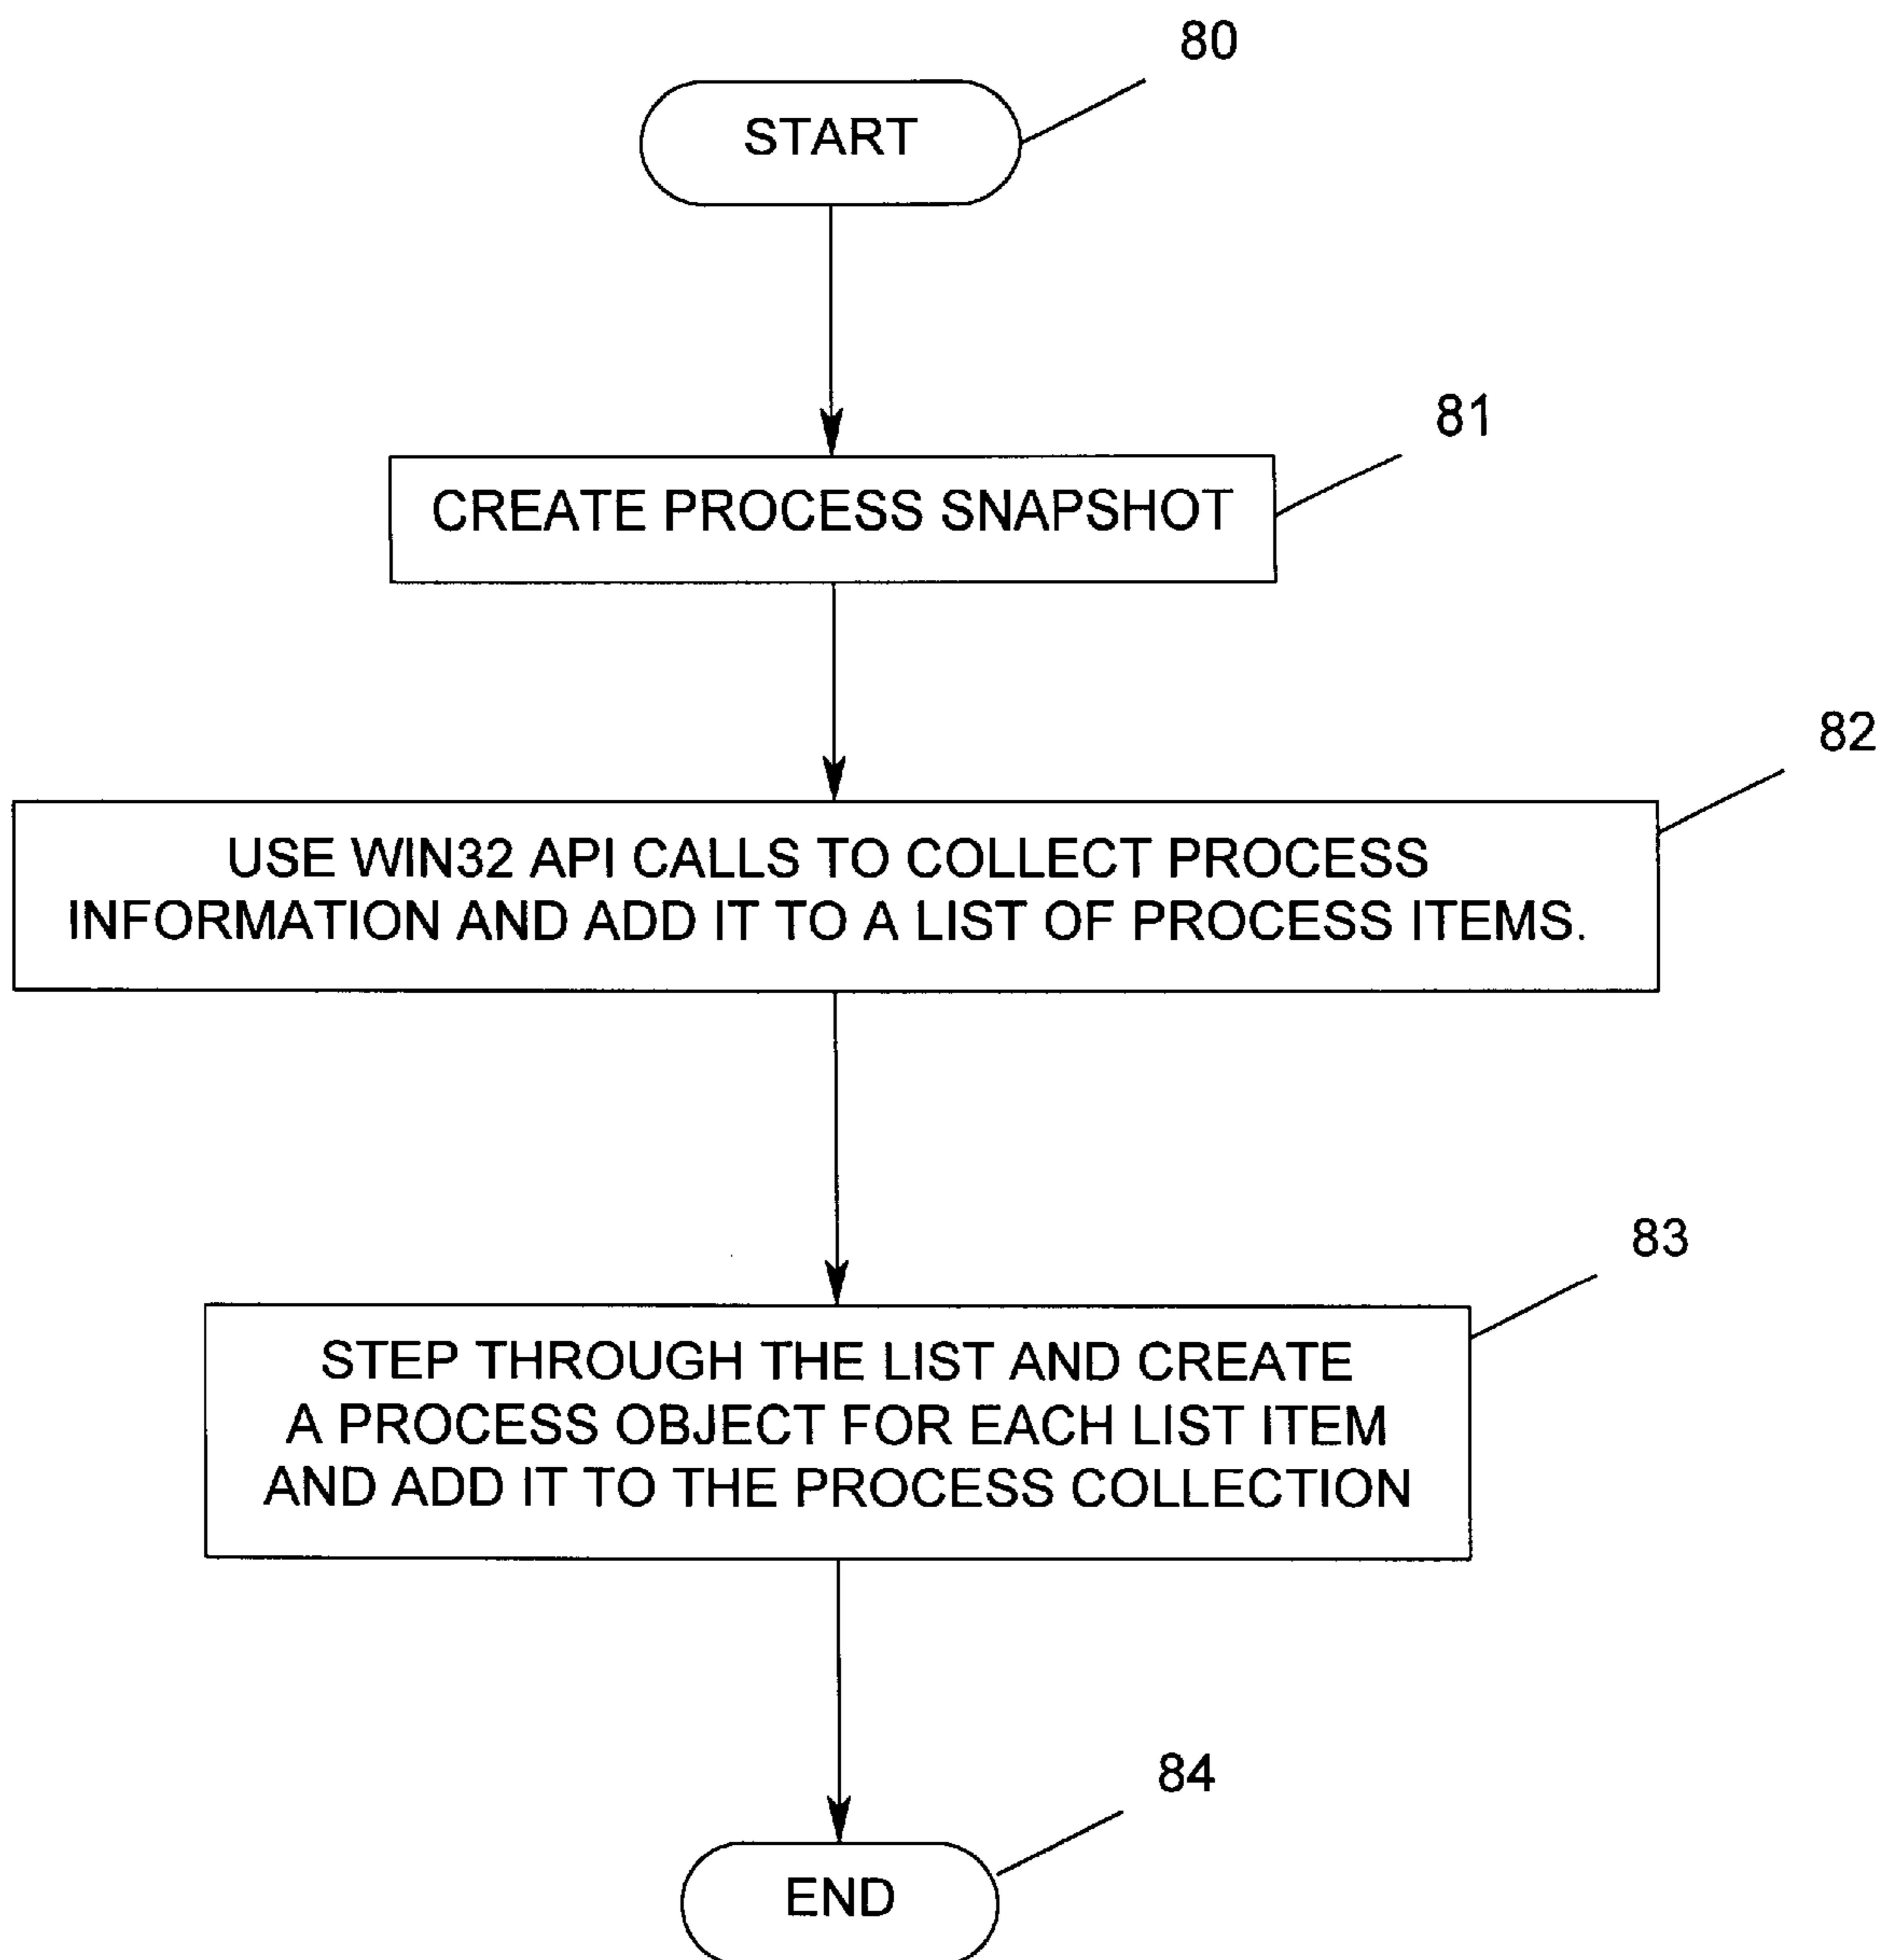 80
START
81
CREATE PROCESS SNAPSHOT
82
USE WIN32 API CALLS TO COLLECT PROCESS
INFORMATION AND ADD IT TO A LIST OF PROCESS ITEMS.
83
STEP THROUGH THE LIST AND CREATE
A PROCESS OBJECT FOR EACH LIST ITEM
AND ADD IT TO THE PROCESS COLLECTION
84
END